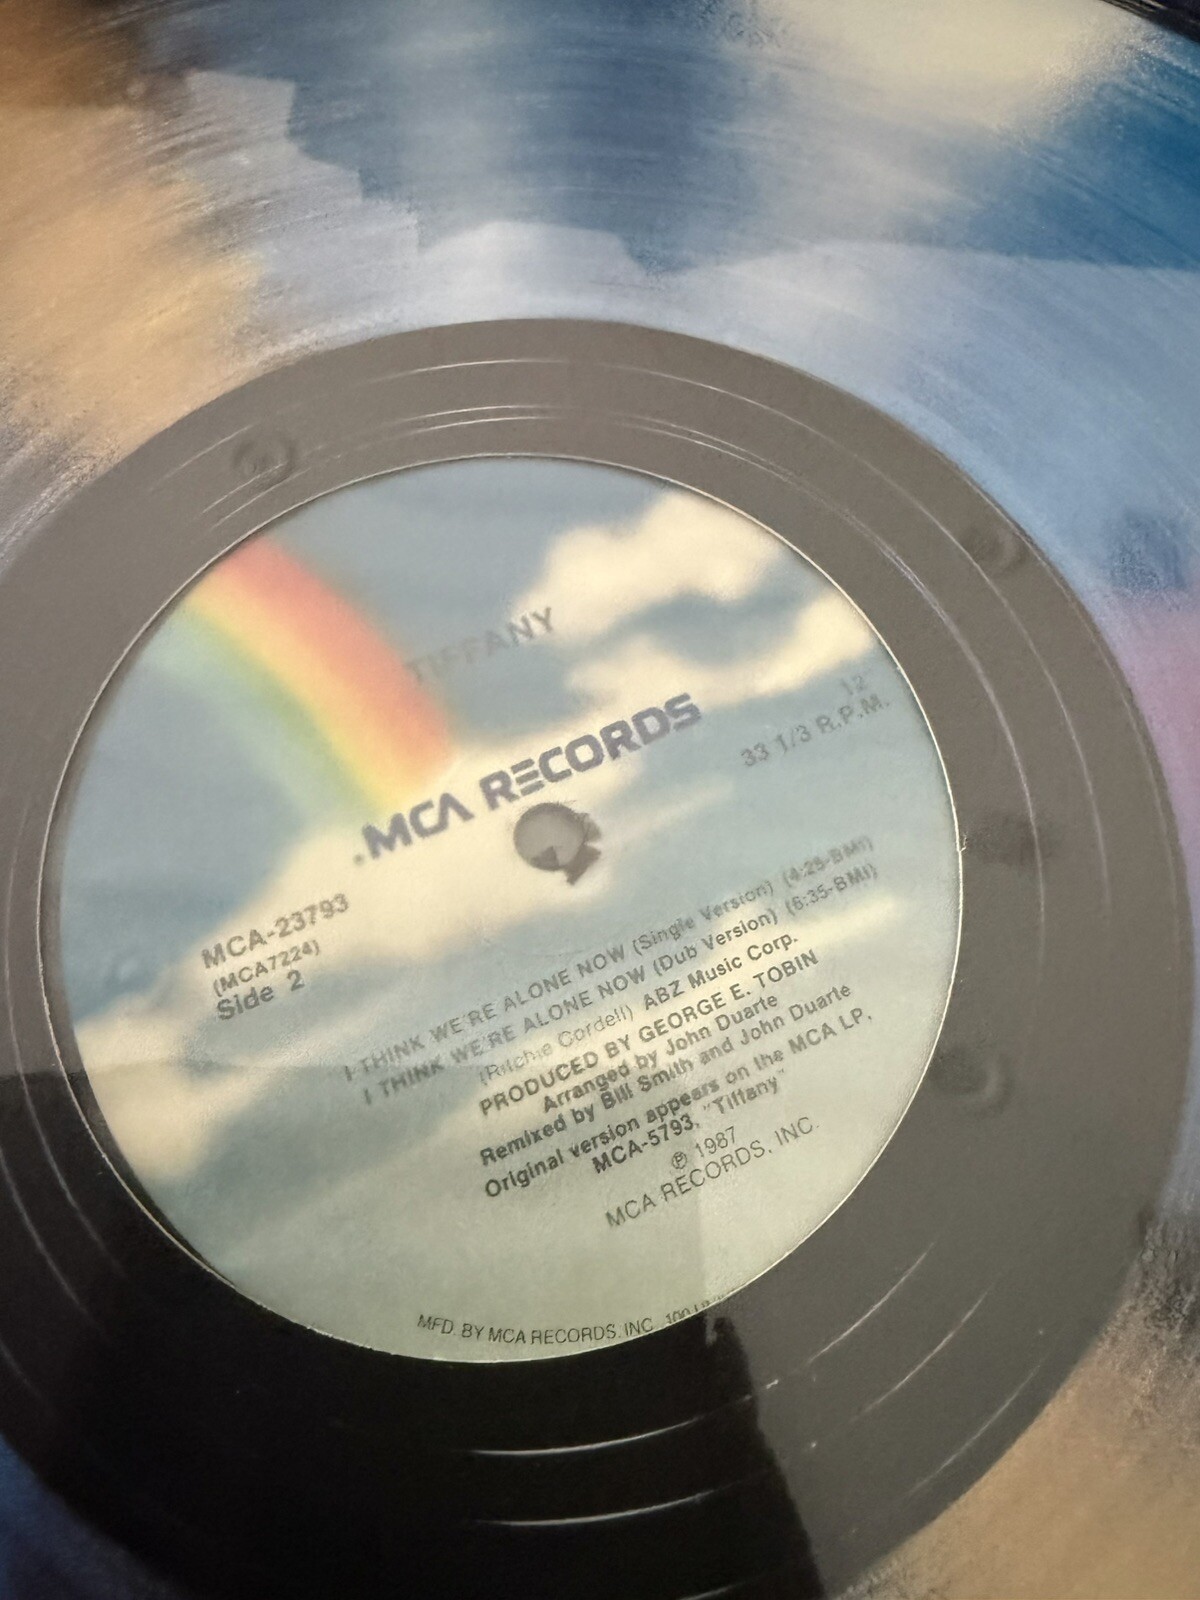 TIFFANY
MCA RECORDS
12"
33 1/3 R.P.M.
MCA-23793
(MCA7224)
Side 2
I THINK WE'RE ALONE NOW (Single Version) (4:25-BMI)
I THINK WE'RE ALONE NOW (Dub Version) (6:35-BMI)
(Ritchie Cordell) ABZ Music Corp.
PRODUCED BY GEORGE E. TOBIN
Arranged by John Duarte
Remixed by Bill Smith and John Duarte
Original version appears on the MCA LP,
MCA-5793, "Tiffany"
℗ 1987
MCA RECORDS, INC.
MFD. BY MCA RECORDS, INC., 100